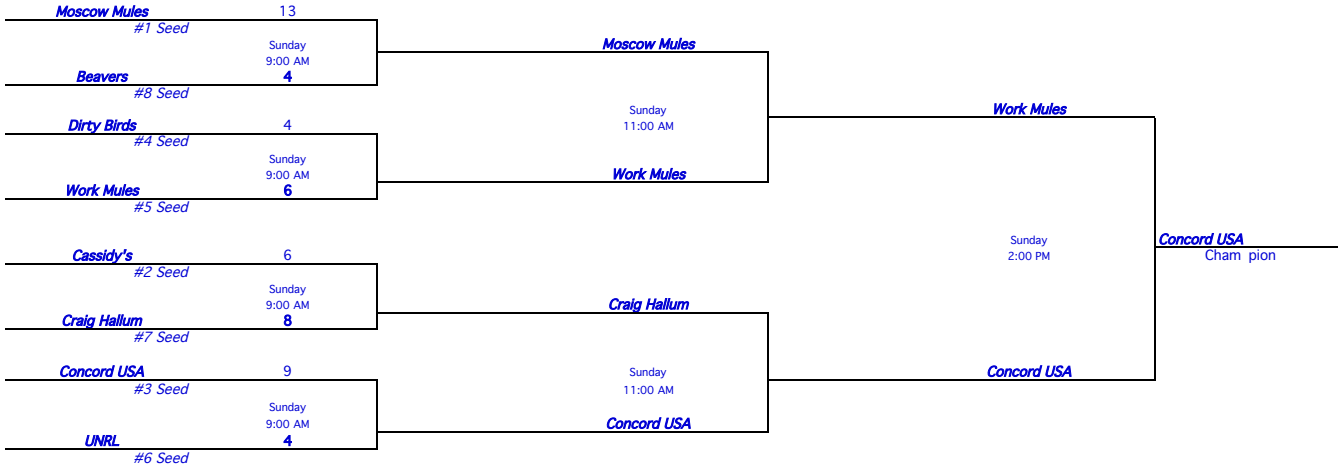 Moscow Mules 13
#1 Seed
Sunday
9:00 AM
Beavers 4
#8 Seed
Dirty Birds 4
#4 Seed
Sunday
9:00 AM
Work Mules 6
#5 Seed
Cassidy's 6
#2 Seed
Sunday
9:00 AM
Craig Hallum 8
#7 Seed
Concord USA 9
#3 Seed
Sunday
9:00 AM
UNRL 4
#6 Seed
Moscow Mules
Sunday
11:00 AM
Work Mules
Craig Hallum
Sunday
11:00 AM
Concord USA
Work Mules
Sunday
2:00 PM
Concord USA
Concord USA
Cham pion